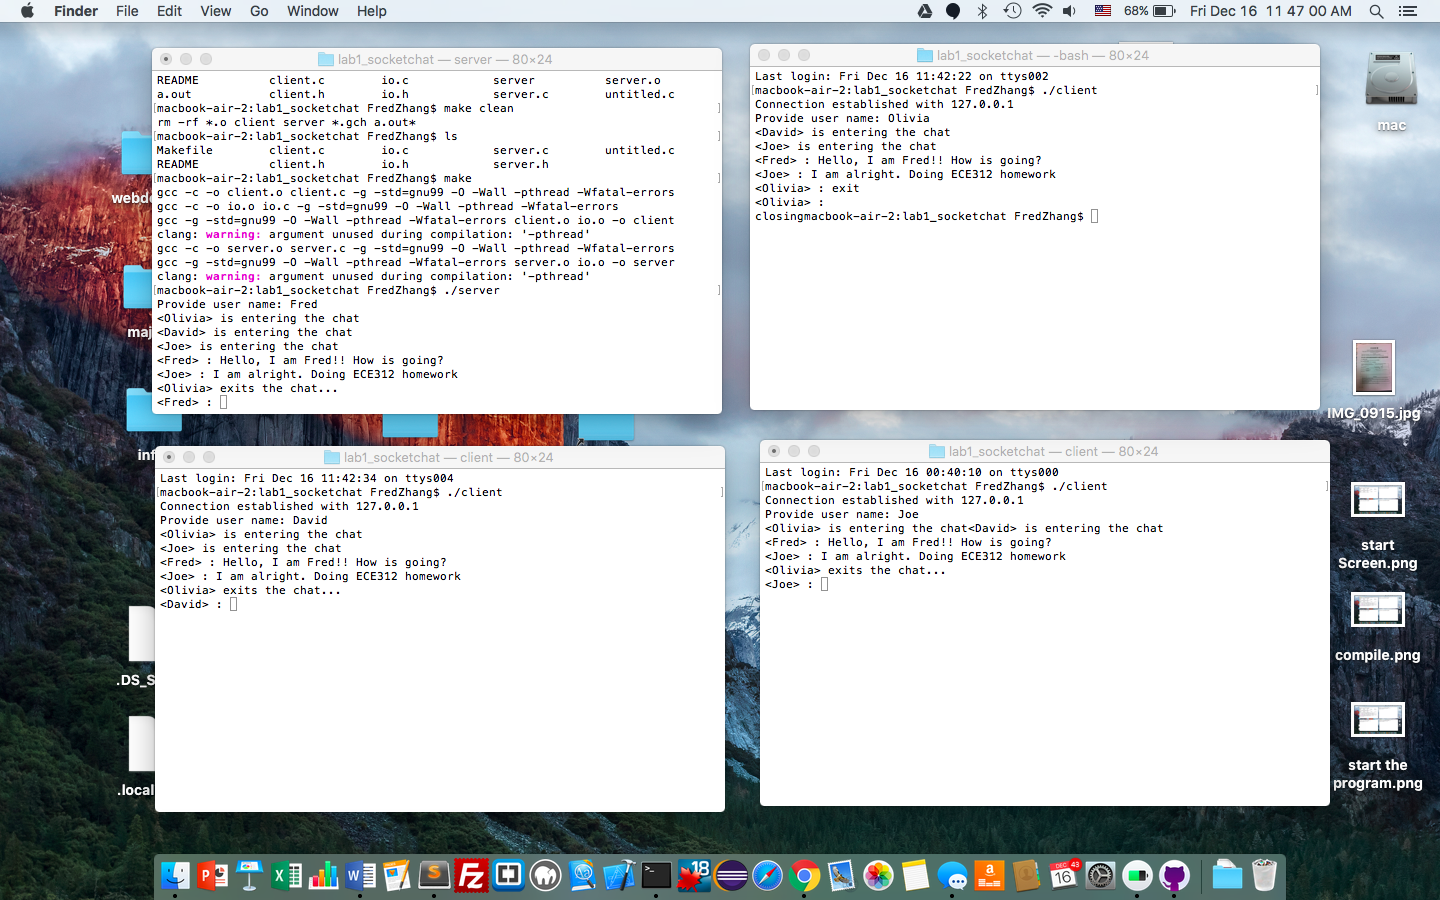 Finder File Edit View Go Window Help 68% Fri Dec 16 11 47 00 AM
lab1_socketchat — server — 80×24
README client.c io.c server server.o
a.out client.h io.h server.c untitled.c
[macbook-air-2:lab1_socketchat FredZhang$ make clean ]
rm -rf *.o client server *.gch a.out*
[macbook-air-2:lab1_socketchat FredZhang$ ls ]
Makefile client.c io.c server.c untitled.c
README client.h io.h server.h
[macbook-air-2:lab1_socketchat FredZhang$ make ]
gcc -c -o client.o client.c -g -std=gnu99 -O -Wall -pthread -Wfatal-errors
gcc -c -o io.o io.c -g -std=gnu99 -O -Wall -pthread -Wfatal-errors
gcc -g -std=gnu99 -O -Wall -pthread -Wfatal-errors client.o io.o -o client
clang: warning: argument unused during compilation: '-pthread'
gcc -c -o server.o server.c -g -std=gnu99 -O -Wall -pthread -Wfatal-errors
gcc -g -std=gnu99 -O -Wall -pthread -Wfatal-errors server.o io.o -o server
clang: warning: argument unused during compilation: '-pthread'
[macbook-air-2:lab1_socketchat FredZhang$ ./server ]
Provide user name: Fred
<Olivia> is entering the chat
<David> is entering the chat
<Joe> is entering the chat
<Fred> : Hello, I am Fred!! How is going?
<Joe> : I am alright. Doing ECE312 homework
<Olivia> exits the chat...
<Fred> :
lab1_socketchat — -bash — 80×24
Last login: Fri Dec 16 11:42:22 on ttys002
[macbook-air-2:lab1_socketchat FredZhang$ ./client ]
Connection established with 127.0.0.1
Provide user name: Olivia
<David> is entering the chat
<Joe> is entering the chat
<Fred> : Hello, I am Fred!! How is going?
<Joe> : I am alright. Doing ECE312 homework
<Olivia> : exit
<Olivia> :
closingmacbook-air-2:lab1_socketchat FredZhang$
lab1_socketchat — client — 80×24
Last login: Fri Dec 16 11:42:34 on ttys004
[macbook-air-2:lab1_socketchat FredZhang$ ./client ]
Connection established with 127.0.0.1
Provide user name: David
<Olivia> is entering the chat
<Joe> is entering the chat
<Fred> : Hello, I am Fred!! How is going?
<Joe> : I am alright. Doing ECE312 homework
<Olivia> exits the chat...
<David> :
lab1_socketchat — client — 80×24
Last login: Fri Dec 16 00:40:10 on ttys000
[macbook-air-2:lab1_socketchat FredZhang$ ./client ]
Connection established with 127.0.0.1
Provide user name: Joe
<Olivia> is entering the chat<David> is entering the chat
<Fred> : Hello, I am Fred!! How is going?
<Joe> : I am alright. Doing ECE312 homework
<Olivia> exits the chat...
<Joe> :
webd
maj
inf
.DS_S
.local
mac
IMG_0915.jpg
start
Screen.png
compile.png
start the
program.png
18
DEC
43
16